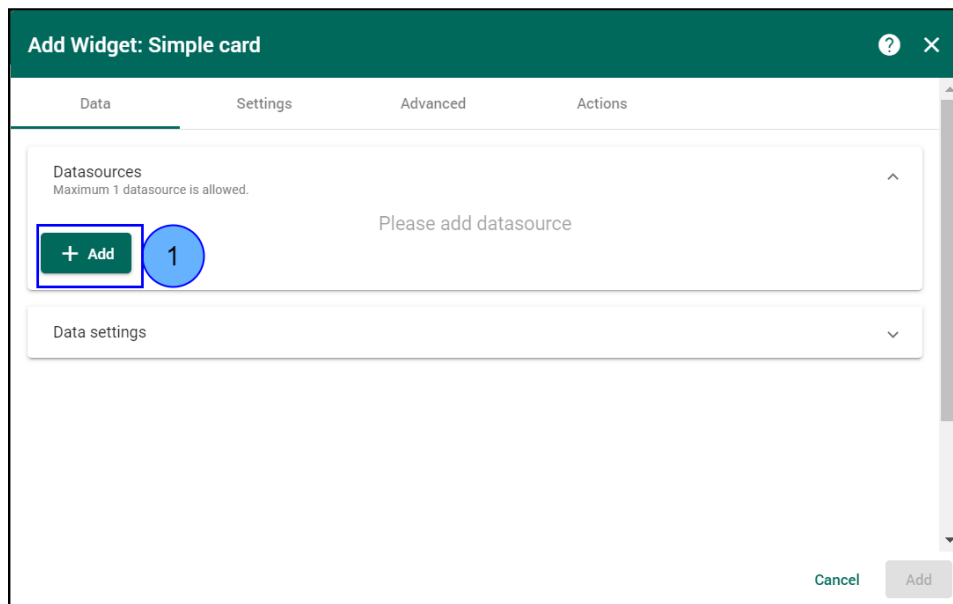 Add Widget: Simple card
?
Data Settings Advanced Actions
Datasources
Maximum 1 datasource is allowed.
Please add datasource
+ Add
1
Data settings
Cancel Add